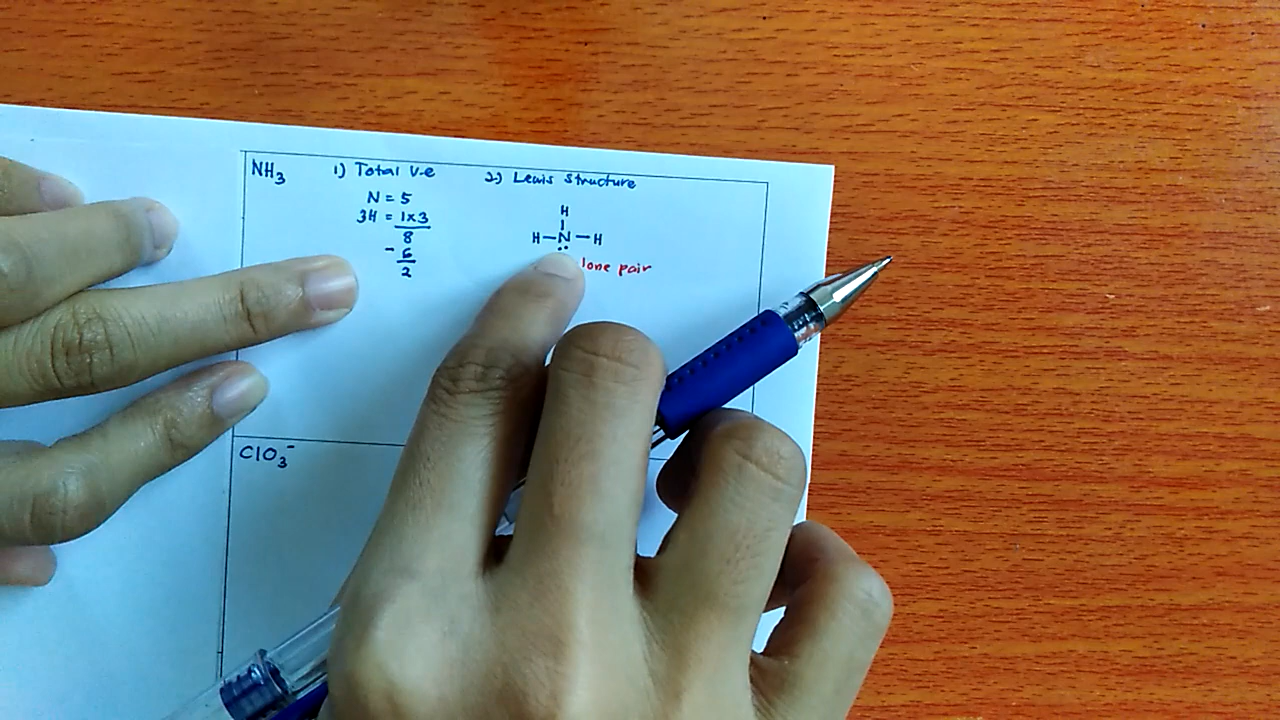 NH₃ 1) Total v.e 2) Lewis Structure
N = 5
3H = 1x3
8
- 6
2
H
H-N-H
lone pair
ClO₃⁻